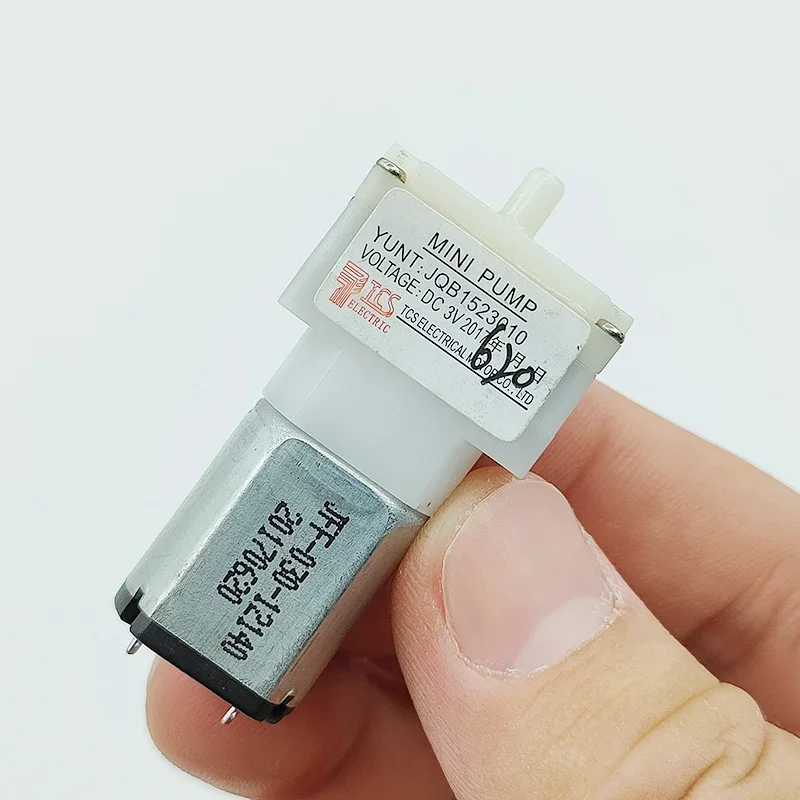 MINI PUMP
YUNT: JQB1523010
VOLTAGE: DC 3V 2017年 月 日
TCS
ELECTRIC
TCS ELECTRICAL MOTOR CO., LTD
JFF-030-12140
20170620